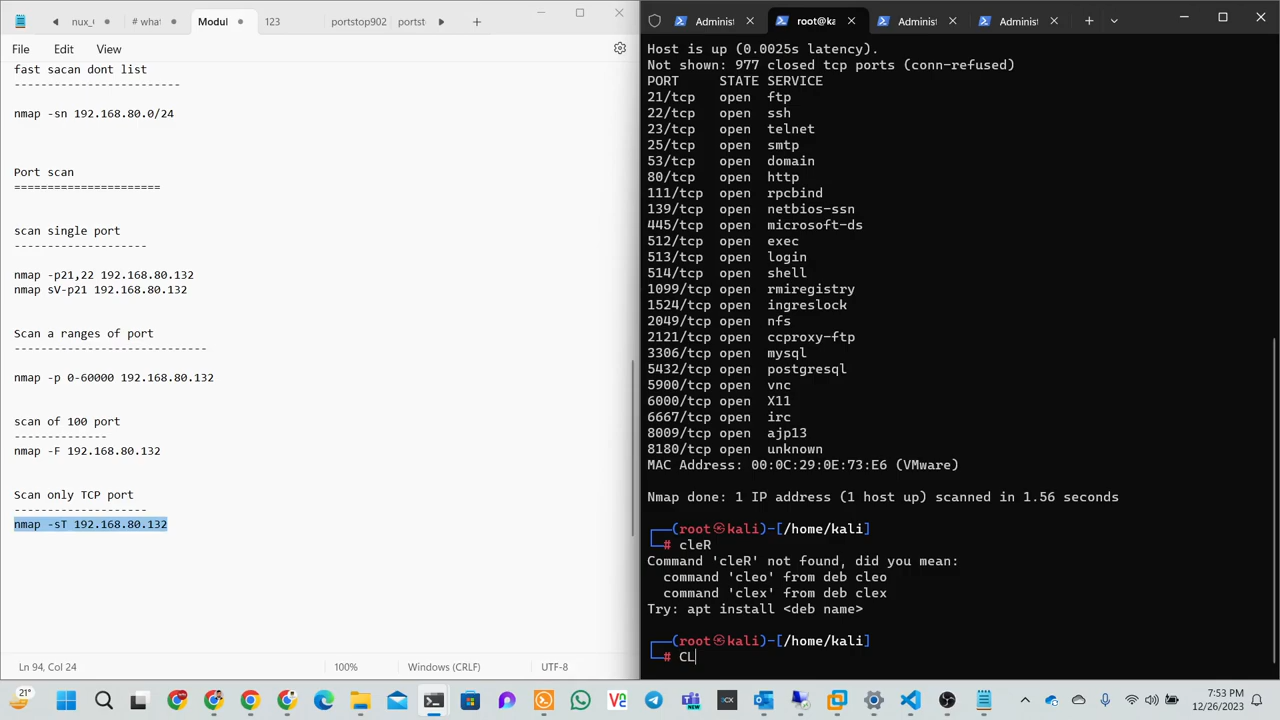 nux_
# what
Modul
123
portstop902
portst
File
Edit
View
fast sacan dont list
------------------------
nmap -sn 192.168.80.0/24
Port scan
======================
scan single port
--------------------
nmap -p21,22 192.168.80.132
nmap sV-p21 192.168.80.132
Scan a ranges of port
-----------------------------
nmap -p 0-60000 192.168.80.132
scan of 100 port
--------------
nmap -F 192.168.80.132
Scan only TCP port
--------------------
nmap -sT 192.168.80.132
Ln 94, Col 24
100%
Windows (CRLF)
UTF-8
Administ
root@ka
Administ
Administ
Host is up (0.0025s latency).
Not shown: 977 closed tcp ports (conn-refused)
PORT STATE SERVICE
21/tcp open ftp
22/tcp open ssh
23/tcp open telnet
25/tcp open smtp
53/tcp open domain
80/tcp open http
111/tcp open rpcbind
139/tcp open netbios-ssn
445/tcp open microsoft-ds
512/tcp open exec
513/tcp open login
514/tcp open shell
1099/tcp open rmiregistry
1524/tcp open ingreslock
2049/tcp open nfs
2121/tcp open ccproxy-ftp
3306/tcp open mysql
5432/tcp open postgresql
5900/tcp open vnc
6000/tcp open X11
6667/tcp open irc
8009/tcp open ajp13
8180/tcp open unknown
MAC Address: 00:0C:29:0E:73:E6 (VMware)
Nmap done: 1 IP address (1 host up) scanned in 1.56 seconds
┌──(root㉿kali)-[/home/kali]
└─# cleR
Command 'cleR' not found, did you mean:
command 'cleo' from deb cleo
command 'clex' from deb clex
Try: apt install <deb name>
┌──(root㉿kali)-[/home/kali]
└─# CL
21°
7:53 PM
12/26/2023